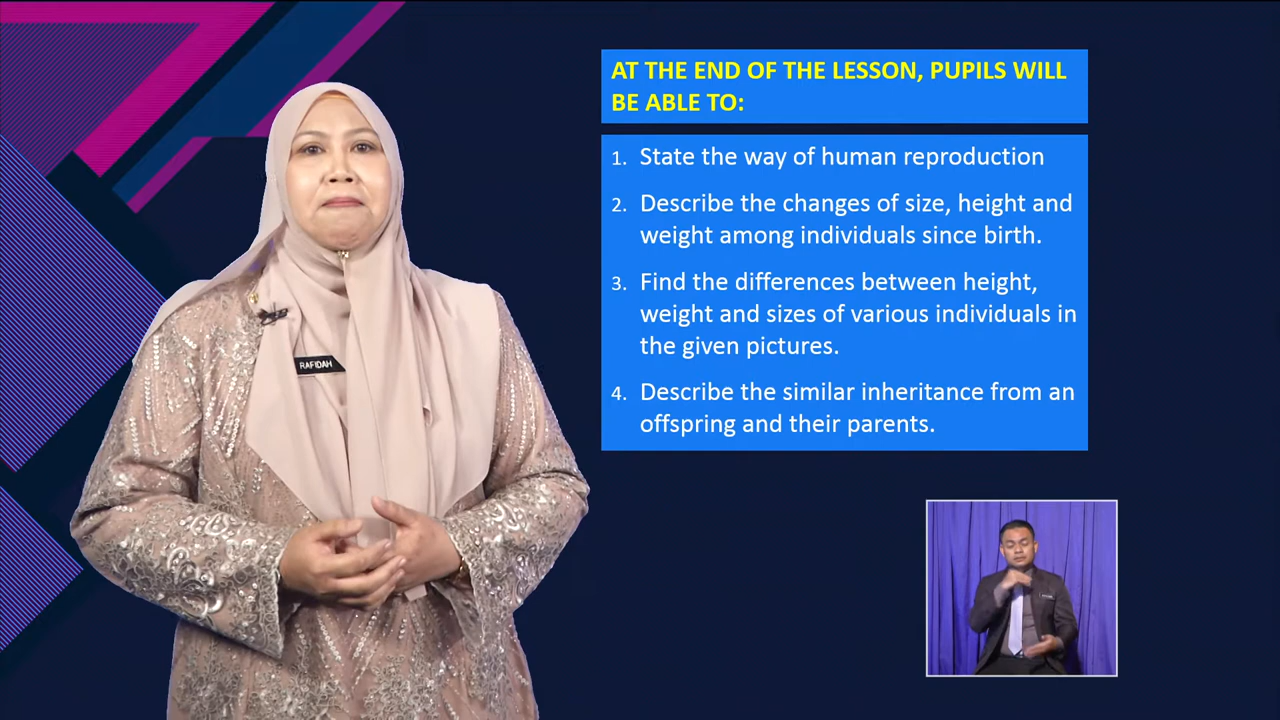 AT THE END OF THE LESSON, PUPILS WILL
BE ABLE TO:
1. State the way of human reproduction
2. Describe the changes of size, height and
weight among individuals since birth.
3. Find the differences between height,
weight and sizes of various individuals in
the given pictures.
4. Describe the similar inheritance from an
offspring and their parents.
RAFIDAH